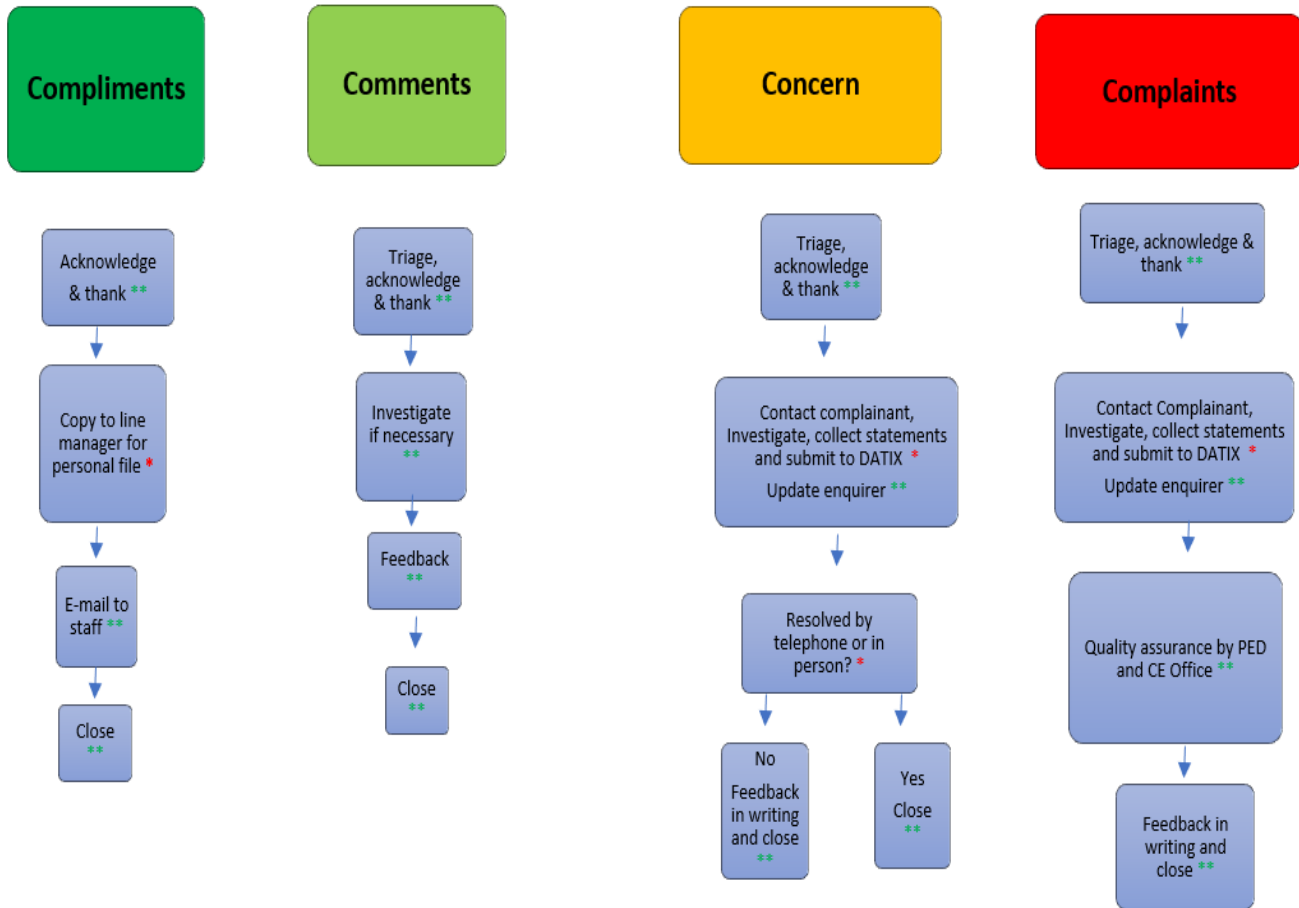 Compliments
Acknowledge
& thank **
Copy to line
manager for
personal file *
E-mail to
staff **
Close
**
Comments
Triage,
acknowledge
& thank **
Investigate
if necessary
**
Feedback
**
Close
**
Concern
Triage,
acknowledge
& thank **
Contact complainant,
Investigate, collect statements
and submit to DATIX *
Update enquirer **
Resolved by
telephone or in
person? *
No
Feedback
in writing
and close
**
Yes
Close
**
Complaints
Triage, acknowledge &
thank **
Contact Complainant,
Investigate, collect statements
and submit to DATIX *
Update enquirer **
Quality assurance by PED
and CE Office **
Feedback in
writing and
close **